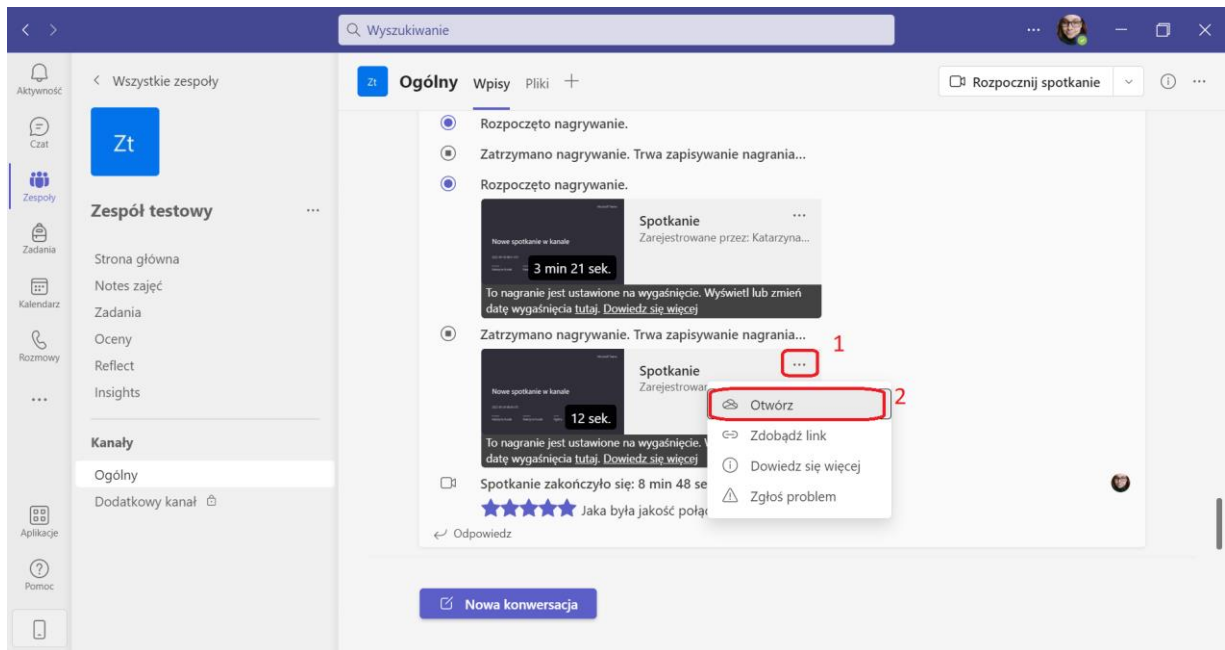 Wyszukiwanie
...
Aktywność
Czat
Zespoły
Zadania
Kalendarz
Rozmowy
...
Aplikacje
Pomoc
Wszystkie zespoły
Zt
Zespół testowy ...
Strona główna
Notes zajęć
Zadania
Oceny
Reflect
Insights
Kanały
Ogólny
Dodatkowy kanał
Zt Ogólny Wpisy Pliki Rozpocznij spotkanie ...
Rozpoczęto nagrywanie.
Zatrzymano nagrywanie. Trwa zapisywanie nagrania...
Rozpoczęto nagrywanie.
Nowe spotkanie w kanale
3 min 21 sek.
Spotkanie ...
Zarejestrowane przez: Katarzyna...
To nagranie jest ustawione na wygaśnięcie. Wyświetl lub zmień
datę wygaśnięcia tutaj. Dowiedz się więcej
Zatrzymano nagrywanie. Trwa zapisywanie nagrania...
1
Nowe spotkanie w kanale
12 sek.
Spotkanie ...
Zarejestrowar
To nagranie jest ustawione na wygaśnięcie.
datę wygaśnięcia tutaj. Dowiedz się więcej
Otwórz
2
Zdobądź link
Dowiedz się więcej
Zgłoś problem
Spotkanie zakończyło się: 8 min 48 se
Jaka była jakość połąc
Odpowiedz
Nowa konwersacja